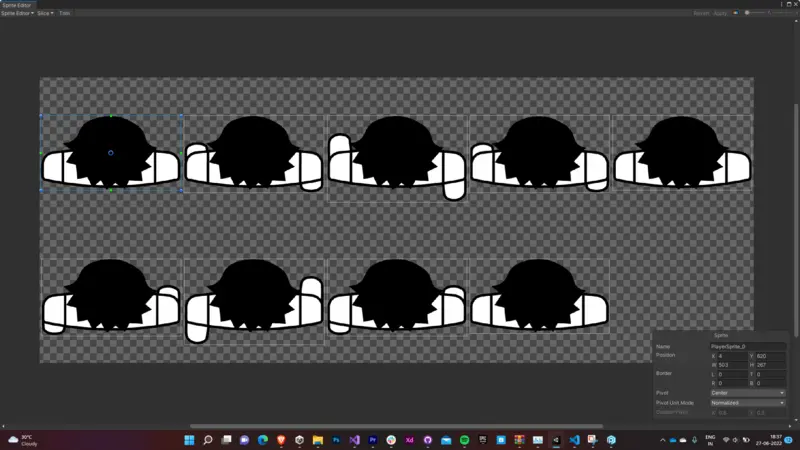 Sprite Editor
Sprite Editor Slice Trim Revert Apply
Sprite
Name PlayerSprite_0
Position X 4 Y 820
W 503 H 267
Border L 0 T 0
R 0 B 0
Pivot Center
Pivot Unit Mode Normalized
Custom Pivot X 0.5 Y 0.5
30°C
Cloudy
ENG
IN
18:37
27-06-2022